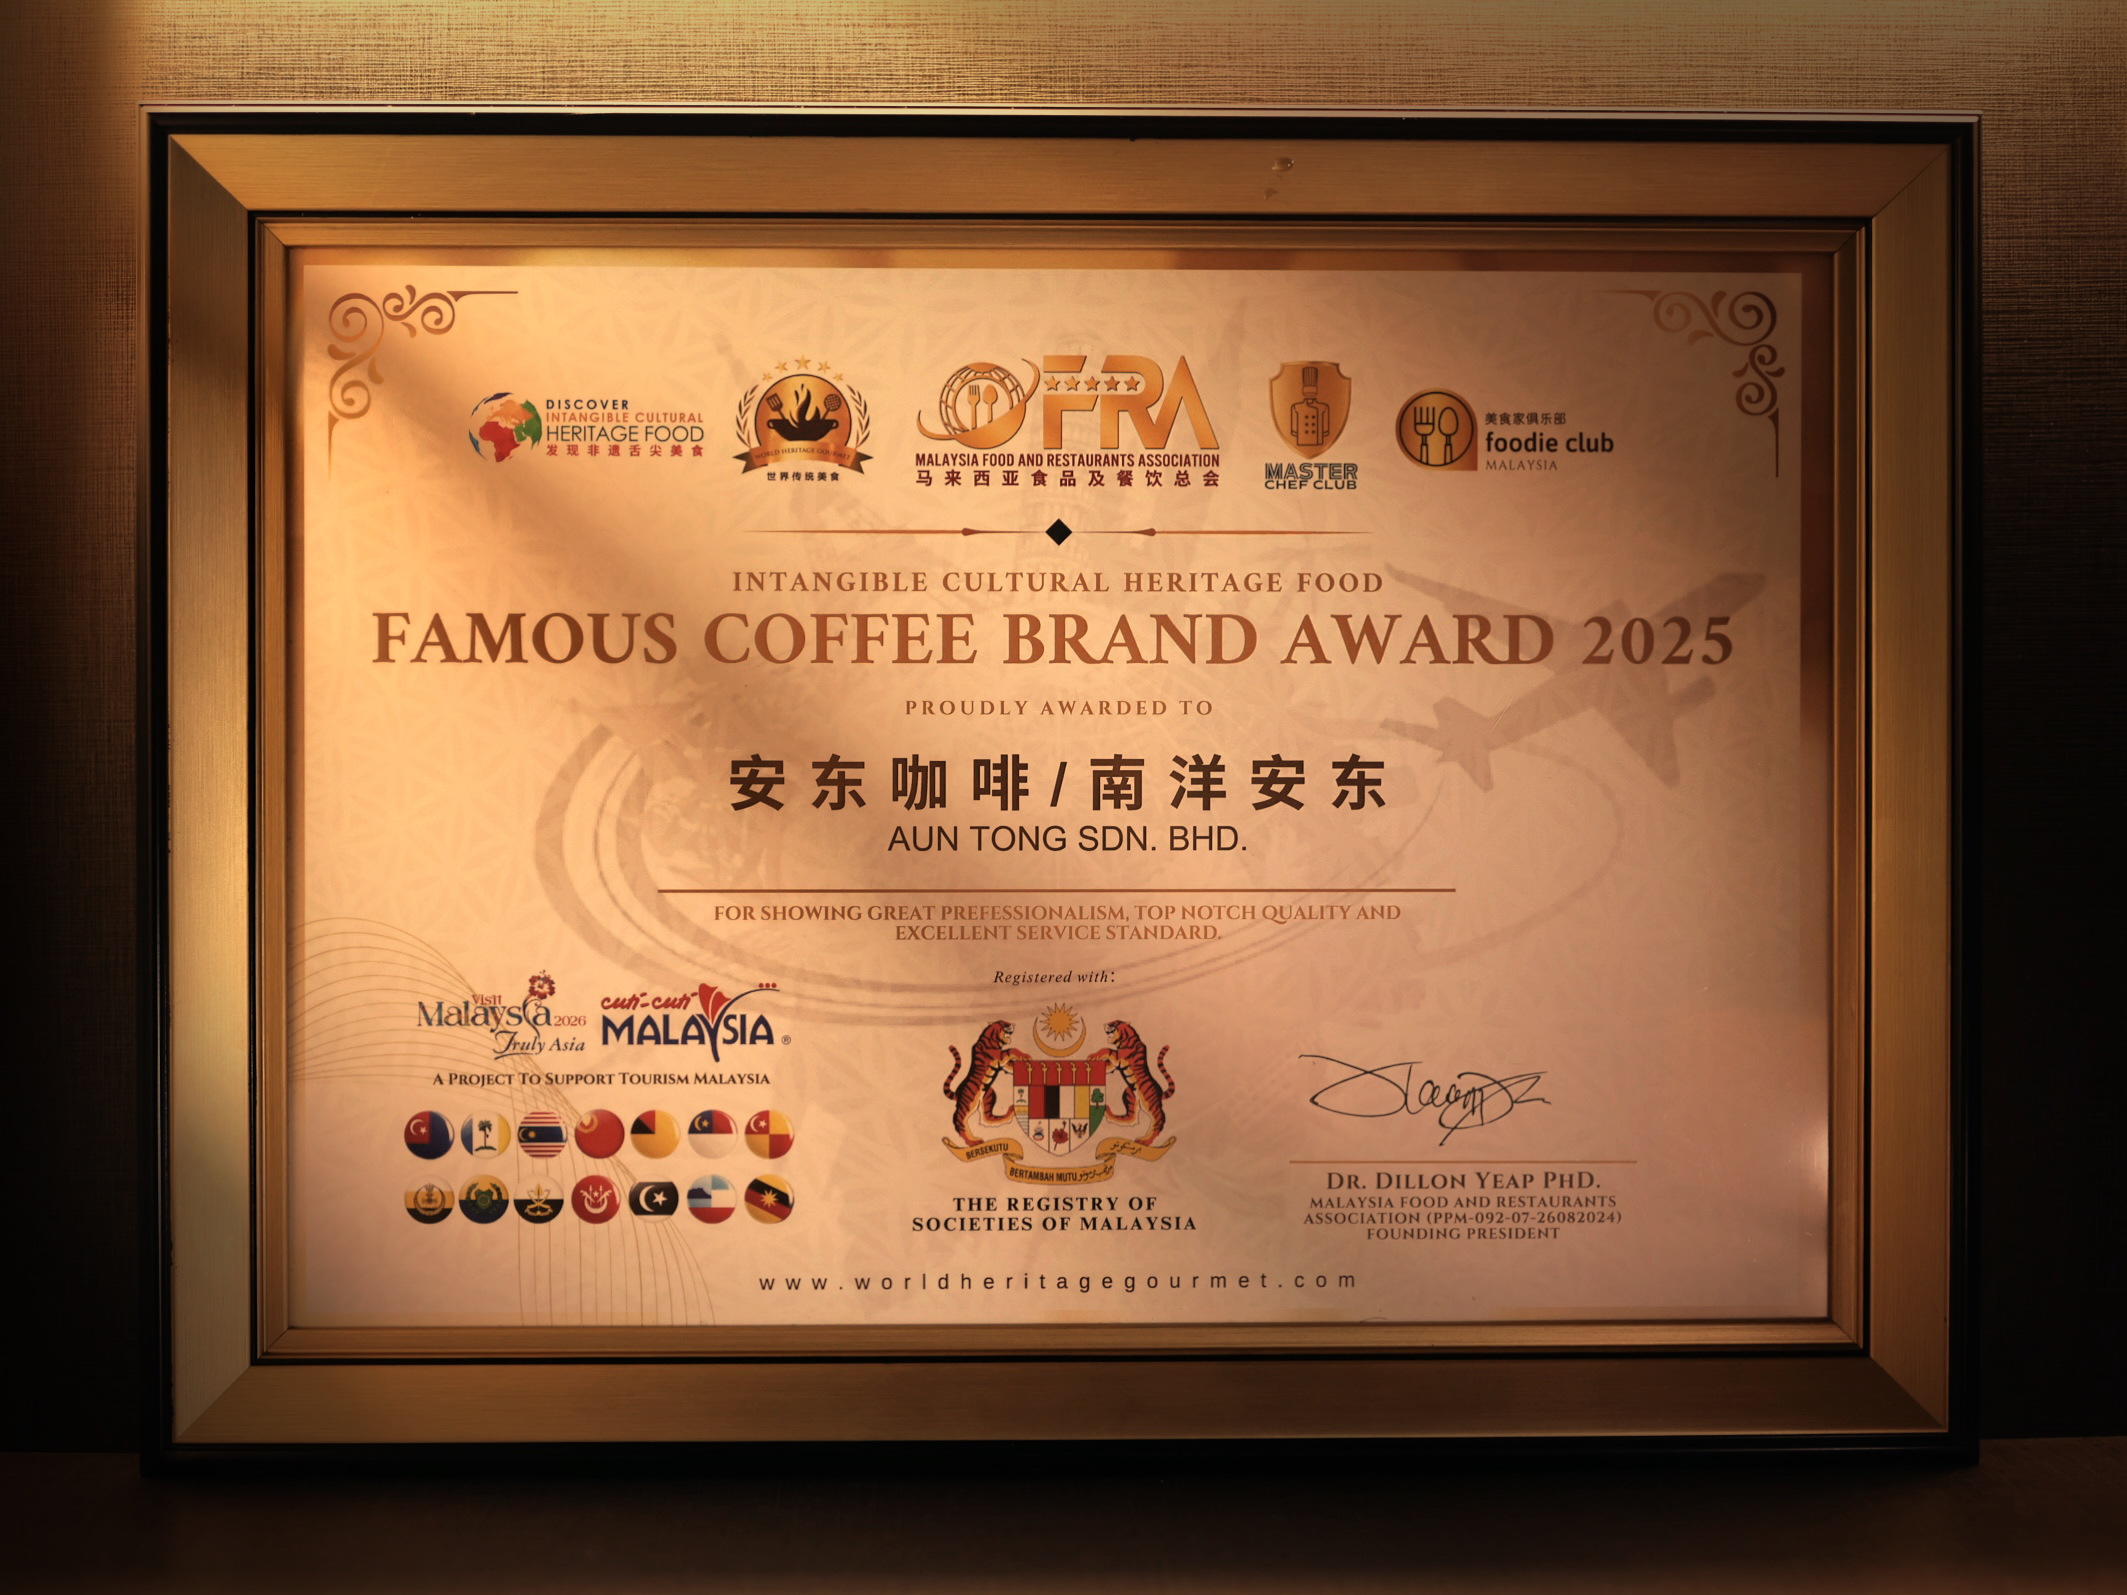 DISCOVER
INTANGIBLE CULTURAL
HERITAGE FOOD
发现非遗舌尖美食
WORLD HERITAGE GOURMET
世界传统美食
FRA
MALAYSIA FOOD AND RESTAURANTS ASSOCIATION
马来西亚食品及餐饮总会
MASTER
CHEF CLUB
美食家俱乐部
foodie club
MALAYSIA
INTANGIBLE CULTURAL HERITAGE FOOD
FAMOUS COFFEE BRAND AWARD 2025
PROUDLY AWARDED TO
安东咖啡/南洋安东
AUN TONG SDN. BHD.
FOR SHOWING GREAT PREFESSIONALISM, TOP NOTCH QUALITY AND
EXCELLENT SERVICE STANDARD.
Visit
Malaysia 2026
Truly Asia
cuti-cuti
MALAYSIA ®
A PROJECT TO SUPPORT TOURISM MALAYSIA
Registered with:
BERSEKUTU
BERTAMBAH MUTU
THE REGISTRY OF
SOCIETIES OF MALAYSIA
DR. DILLON YEAP PHD.
MALAYSIA FOOD AND RESTAURANTS
ASSOCIATION (PPM-092-07-26082024)
FOUNDING PRESIDENT
www.worldheritagegourmet.com